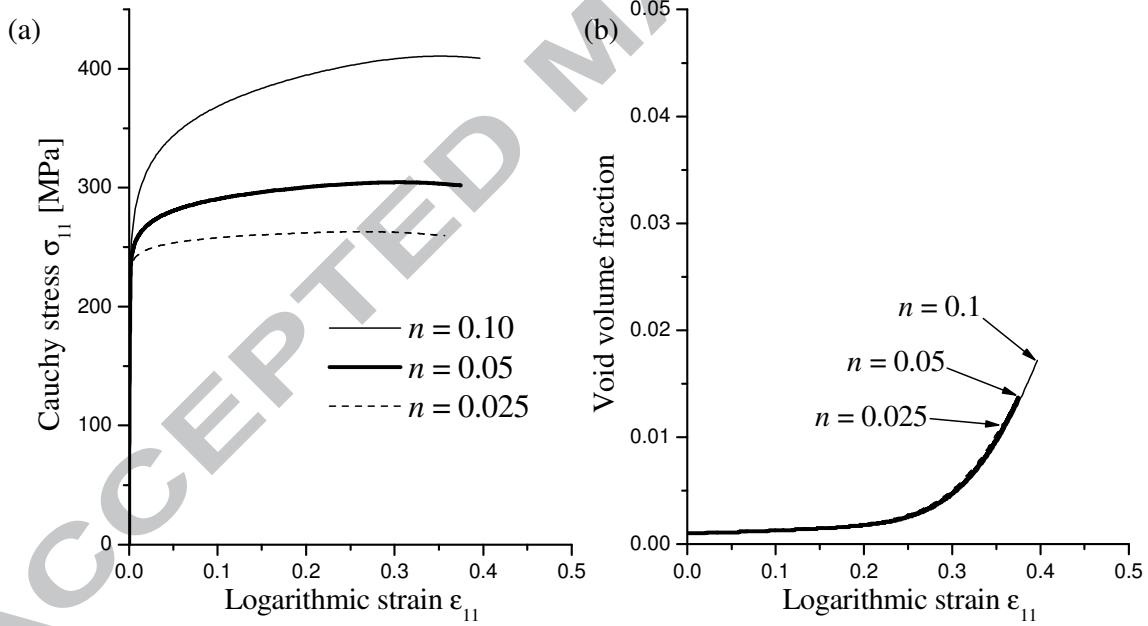 (a)
Cauchy stress σ₁₁ [MPa]
400
300
200
100
0
n = 0.10
n = 0.05
n = 0.025
0.0 0.1 0.2 0.3 0.4 0.5
Logarithmic strain ε₁₁
(b)
Void volume fraction
0.05
0.04
0.03
0.02
0.01
0.00
n = 0.1
n = 0.05
n = 0.025
0.0 0.1 0.2 0.3 0.4 0.5
Logarithmic strain ε₁₁
ACCEPTED MA